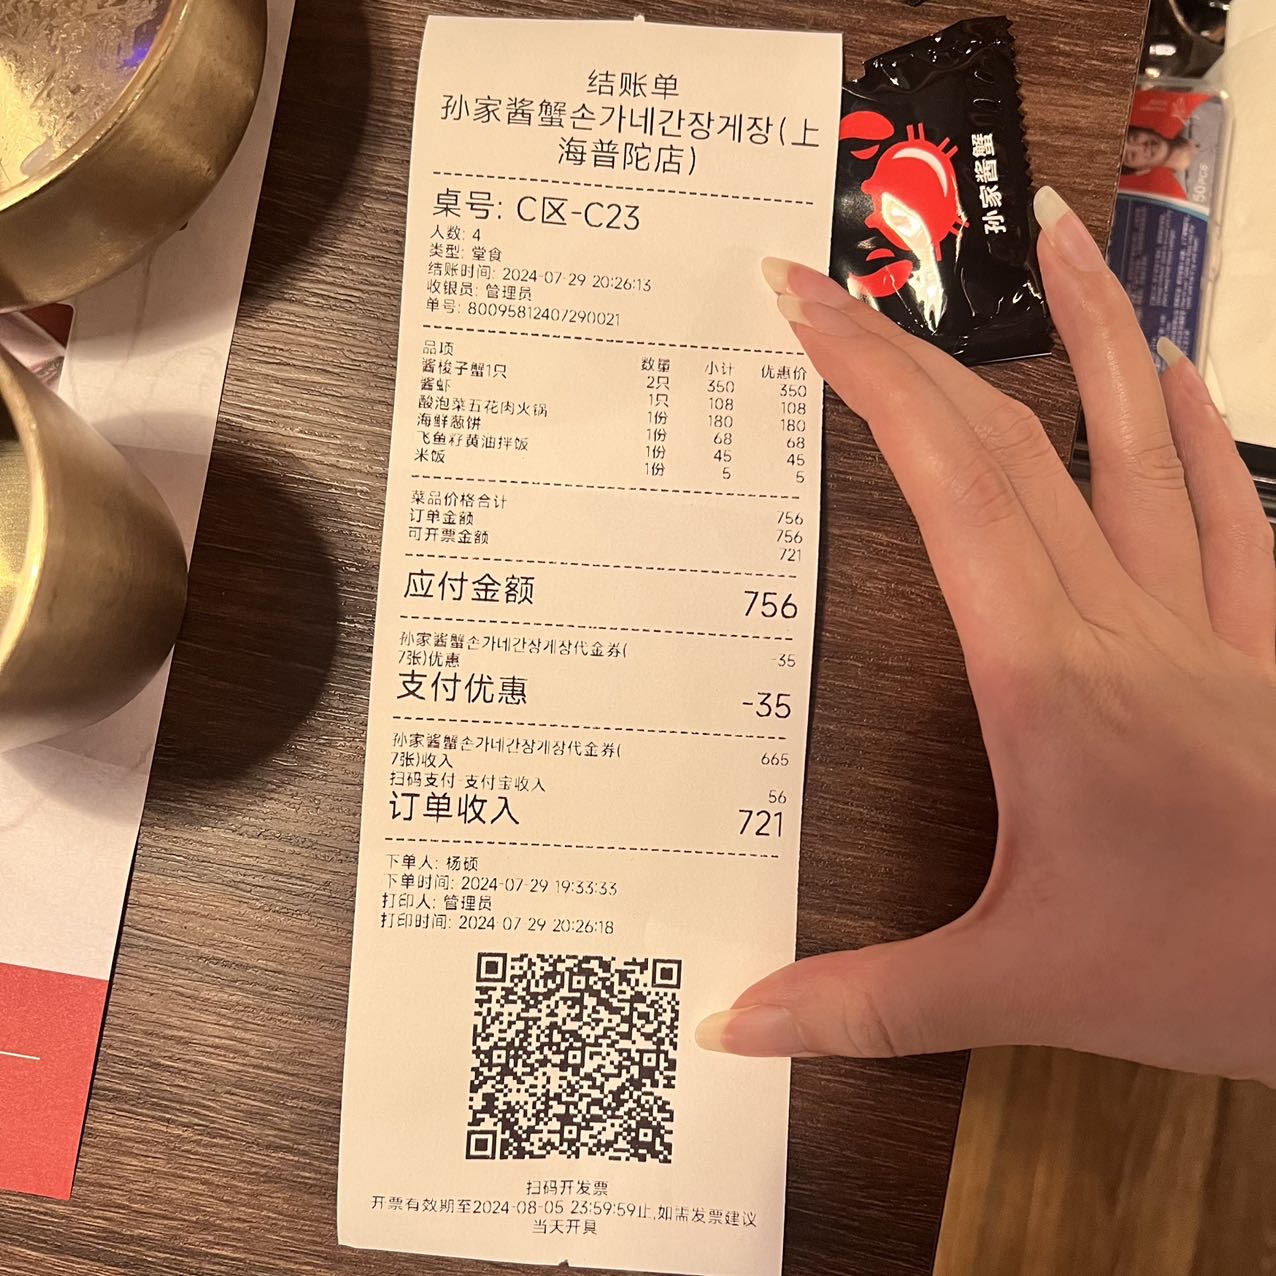 结账单
孙家酱蟹손가네간장게장(上
海普陀店)
桌号: C区-C23
人数: 4
类型: 堂食
结账时间: 2024-07-29 20:26:13
收银员: 管理员
单号: 80095812407290021
品项 数量 小计 优惠价
酱梭子蟹1只 2只 350 350
酱虾 1只 108 108
酸泡菜五花肉火锅 1份 180 180
海鲜葱饼 1份 68 68
飞鱼籽黄油拌饭 1份 45 45
米饭 1份 5 5
菜品价格合计 756
订单金额 756
可开票金额 721
应付金额 756
孙家酱蟹손가네간장게장代金券(
7张)优惠 -35
支付优惠 -35
孙家酱蟹손가네간장게장代金券(
7张)收入 665
扫码支付-支付宝收入 56
订单收入 721
下单人: 杨硕
下单时间: 2024-07-29 19:33:33
打印人: 管理员
打印时间: 2024-07-29 20:26:18
扫码开发票
开票有效期至2024-08-05 23:59:59止,如需发票建议
当天开具
孙家酱蟹
50PCS